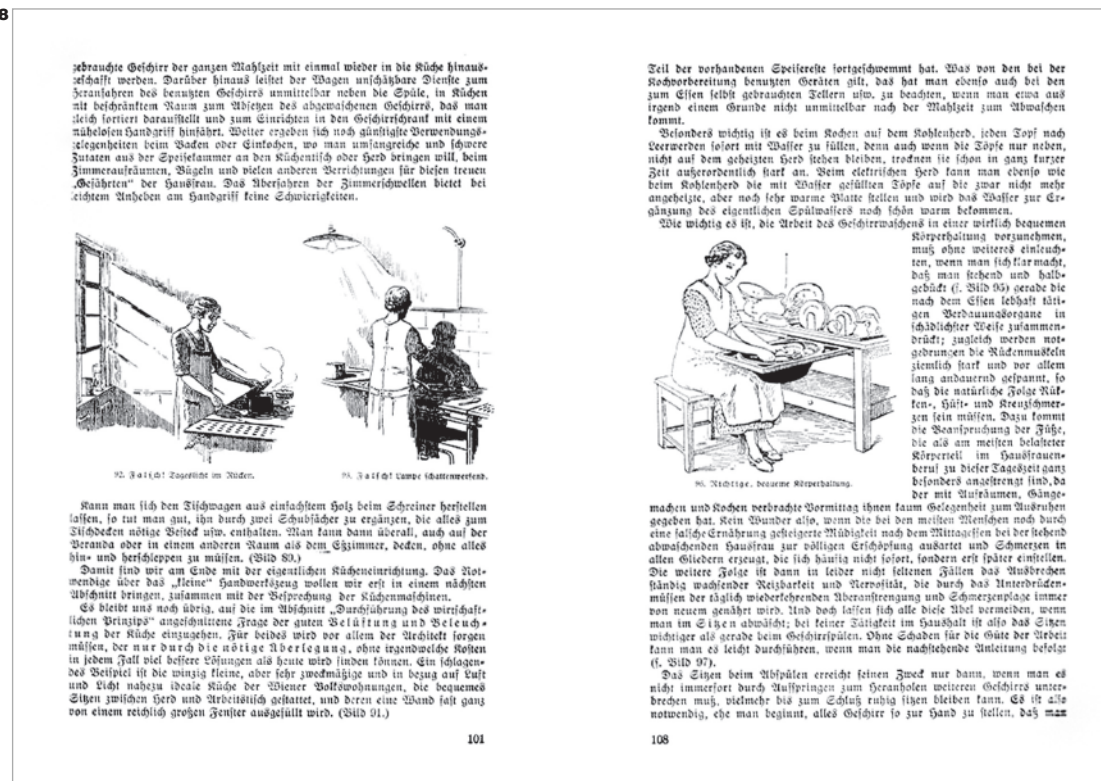 8
gebrauchte Geschirr der ganzen Mahlzeit mit einmal wieder in die Küche hinaus-
geschafft werden. Darüber hinaus leistet der Wagen unschätzbare Dienste zum
Heranfahren des benutzten Geschirrs unmittelbar neben die Spüle, in Küchen
mit beschränktem Raum zum Absetzen des abgewaschenen Geschirrs, das man
gleich sortiert daraufstellt und zum Einrichten in den Geschirrschrank mit einem
mühelosen Handgriff hinfährt. Weiter ergeben sich noch günstigste Verwendungs-
gelegenheiten beim Backen oder Einkochen, wo man umfangreiche und schwere
Zutaten aus der Speisekammer an den Küchentisch oder Herd bringen will, beim
Zimmeraufräumen, Bügeln und vielen anderen Verrichtungen für diesen treuen
„Gefährten“ der Hausfrau. Das Überfahren der Zimmerschwellen bietet bei
leichtem Anheben am Handgriff keine Schwierigkeiten.
92. Falsch! Tageslicht im Rücken.
93. Falsch! Lampe schattenwerfend.
Kann man sich den Tischwagen aus einfachstem Holz beim Schreiner herstellen
lassen, so tut man gut, ihn durch zwei Schubfächer zu ergänzen, die alles zum
Tischdecken nötige Besteck usw. enthalten. Man kann dann überall, auch auf der
Veranda oder in einem anderen Raum als dem Eßzimmer, decken, ohne alles
hin- und herschleppen zu müssen. (Bild 89.)
Damit sind wir am Ende mit der eigentlichen Kücheneinrichtung. Das Not-
wendige über das „kleine“ Handwerkszeug wollen wir erst in einem nächsten
Abschnitt bringen, zusammen mit der Besprechung der Küchenmaschinen.
Es bleibt uns noch übrig, auf die im Abschnitt „Durchführung des wirtschaft-
lichen Prinzips“ angeschnittene Frage der guten Belüftung und Beleuch-
tung der Küche einzugehen. Für beides wird vor allem der Architekt sorgen
müssen, der nur durch die nötige Überlegung, ohne irgendwelche Kosten
in jedem Fall viel bessere Lösungen als heute wird finden können. Ein schlagen-
des Beispiel ist die winzig kleine, aber sehr zweckmäßige und in bezug auf Luft
und Licht nahezu ideale Küche der Wiener Volkswohnungen, die bequemes
Sitzen zwischen Herd und Arbeitstisch gestattet, und deren eine Wand fast ganz
von einem reichlich großen Fenster ausgefüllt wird. (Bild 91.)
101
Teil der vorhandenen Speisereste fortgeschwemmt hat. Was von den bei der
Kochvorbereitung benutzten Geräten gilt, das hat man ebenso auch bei den
zum Essen selbst gebrauchten Tellern usw. zu beachten, wenn man etwa aus
irgend einem Grunde nicht unmittelbar nach der Mahlzeit zum Abwaschen
kommt.
Besonders wichtig ist es beim Kochen auf dem Kohlenherd, jeden Topf nach
Leerwerden sofort mit Wasser zu füllen, denn auch wenn die Töpfe nur neben,
nicht auf dem geheizten Herd stehen bleiben, trocknen sie schon in ganz kurzer
Zeit außerordentlich stark an. Beim elektrischen Herd kann man ebenso wie
beim Kohlenherd die mit Wasser gefüllten Töpfe auf die zwar nicht mehr
angeheizte, aber noch sehr warme Platte stellen und wird das Wasser zur Er-
gänzung des eigentlichen Spülwassers noch schön warm bekommen.
Wie wichtig es ist, die Arbeit des Geschirrwaschens in einer wirklich bequemen
Körperhaltung vorzunehmen,
muß ohne weiteres einleuch-
ten, wenn man sich klar macht,
daß man stehend und halb-
gebückt (s. Bild 95) gerade die
nach dem Essen lebhaft täti-
gen Verdauungsorgane in
schädlichster Weise zusammen-
drückt; zugleich werden not-
gedrungen die Rückenmuskeln
ziemlich stark und vor allem
lang andauernd gespannt, so
daß die natürliche Folge Rük-
ken-, Hüft- und Kreuzschmer-
zen sein müssen. Dazu kommt
die Beanspruchung der Füße,
die als am meisten belasteter
Körperteil im Hausfrauen-
beruf zu dieser Tageszeit ganz
besonders angestrengt sind, da
der mit Aufräumen, Gänge-
96. Richtige, bequeme Körperhaltung.
machen und Kochen verbrachte Vormittag ihnen kaum Gelegenheit zum Ausruhen
gegeben hat. Kein Wunder also, wenn die bei den meisten Menschen noch durch
eine falsche Ernährung gesteigerte Müdigkeit nach dem Mittagessen bei der stehend
abwaschenden Hausfrau zur völligen Erschöpfung ausartet und Schmerzen in
allen Gliedern erzeugt, die sich häufig nicht sofort, sondern erst später einstellen.
Die weitere Folge ist dann in leider nicht seltenen Fällen das Ausbrechen
ständig wachsender Reizbarkeit und Nervosität, die durch das Unterdrücken-
müssen der täglich wiederkehrenden Überanstrengung und Schmerzenplage immer
von neuem genährt wird. Und doch lassen sich alle diese Übel vermeiden, wenn
man im Sitzen abwäscht; bei keiner Tätigkeit im Haushalt ist also das Sitzen
wichtiger als gerade beim Geschirrspülen. Ohne Schaden für die Güte der Arbeit
kann man es leicht durchführen, wenn man die nachstehende Anleitung befolgt
(s. Bild 97).
Das Sitzen beim Abspülen erreicht seinen Zweck nur dann, wenn man es
nicht immerfort durch Aufspringen zum Heranholen weiteren Geschirrs unter-
brechen muß, vielmehr bis zum Schluß ruhig sitzen bleiben kann. Es ist also
notwendig, ehe man beginnt, alles Geschirr so zur Hand zu stellen, daß man
108